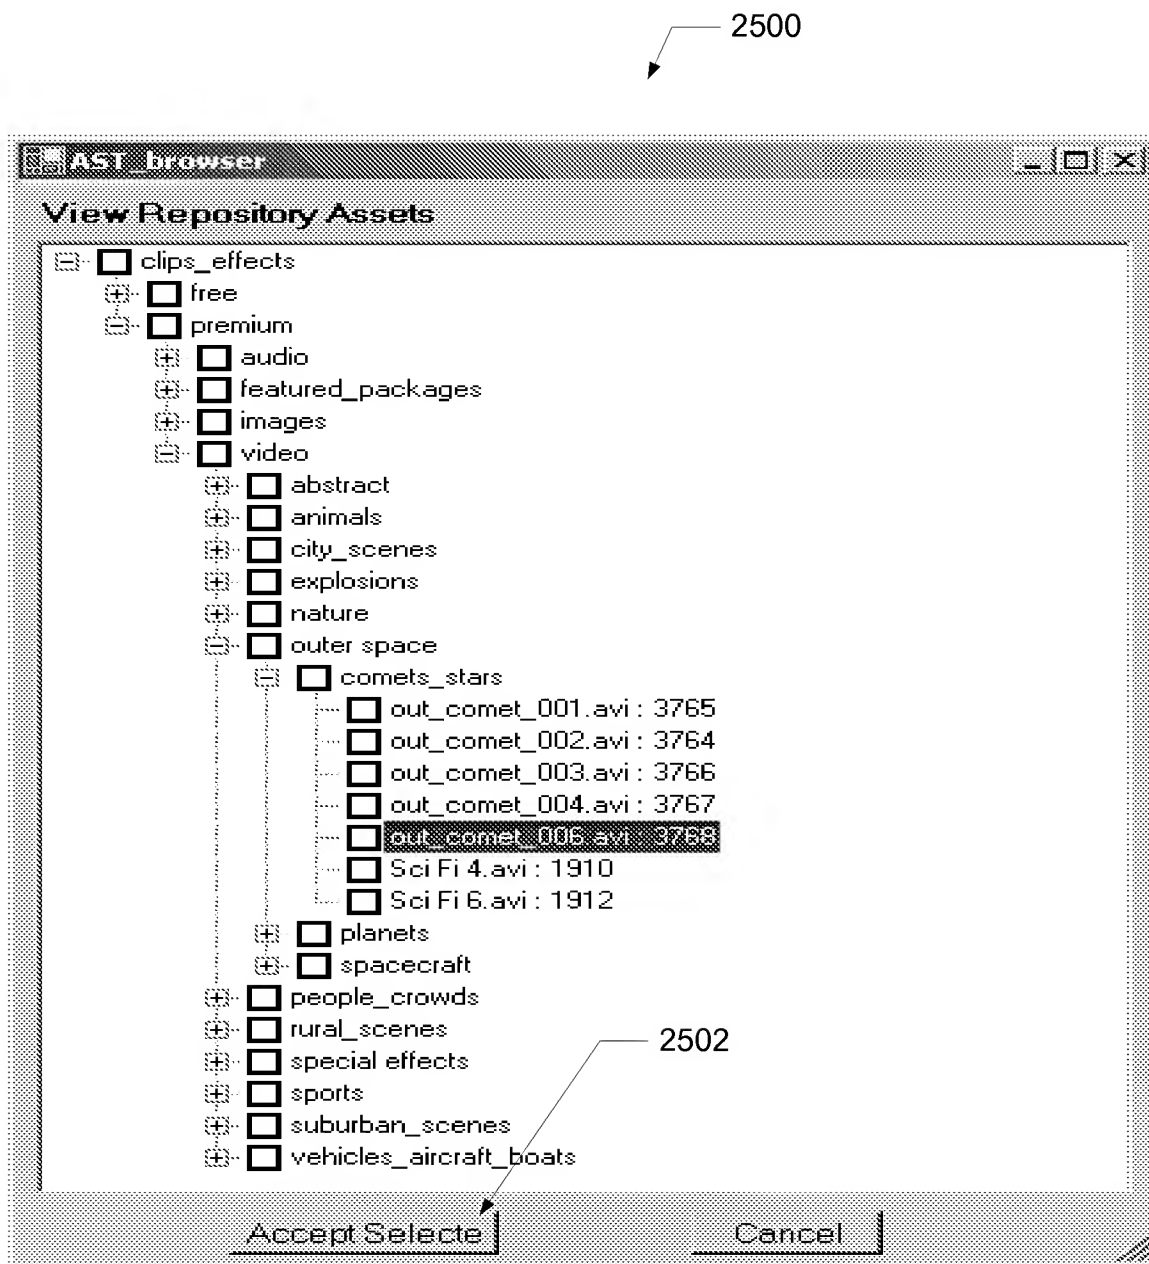 2500
AST_browser
View Repository Assets
clips_effects
free
premium
audio
featured_packages
images
video
abstract
animals
city_scenes
explosions
nature
outer space
comets_stars
out_comet_001.avi : 3765
out_comet_002.avi : 3764
out_comet_003.avi : 3766
out_comet_004.avi : 3767
out_comet_006.avi : 3768
Sci Fi 4.avi : 1910
Sci Fi 6.avi : 1912
planets
spacecraft
people_crowds
rural_scenes
2502
special effects
sports
suburban_scenes
vehicles_aircraft_boats
Accept Selecte
Cancel